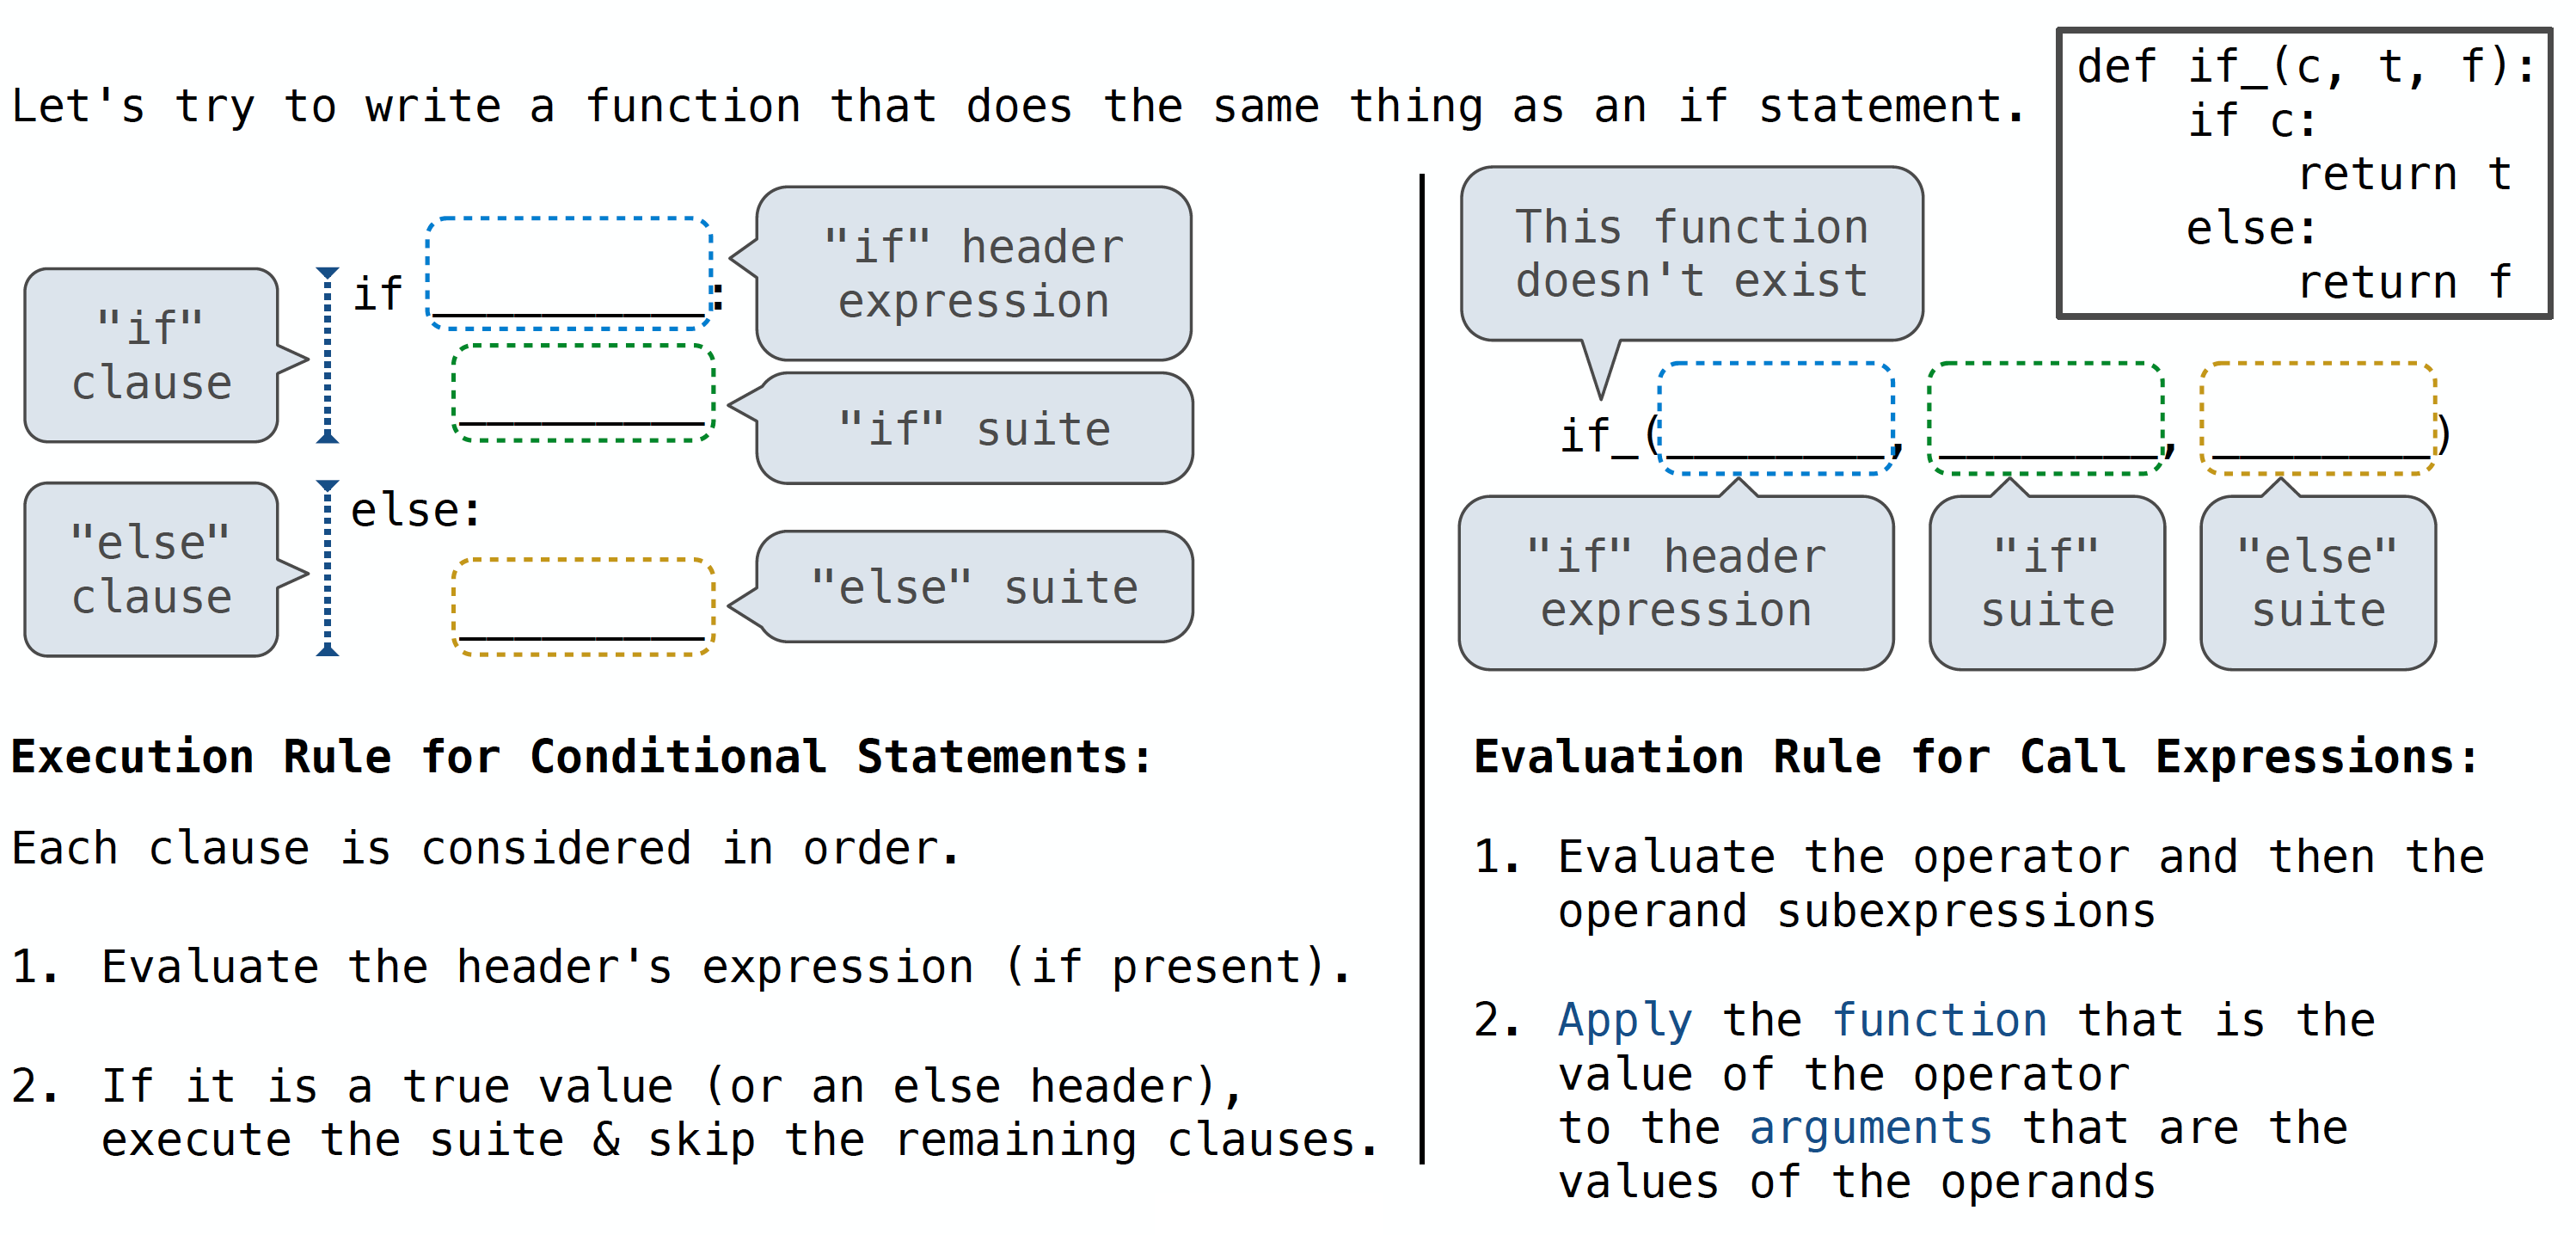 Let's try to write a function that does the same thing as an if statement.
def if_(c, t, f):
    if c:
        return t
    else:
        return f
"if"
clause
if _________:
"if" header
expression
_________
"if" suite
"else"
clause
else:
_________
"else" suite
This function
doesn't exist
if_(________, ________, ________)
"if" header
expression
"if"
suite
"else"
suite
Execution Rule for Conditional Statements:
Each clause is considered in order.
1. Evaluate the header's expression (if present).
2. If it is a true value (or an else header),
execute the suite & skip the remaining clauses.
Evaluation Rule for Call Expressions:
1. Evaluate the operator and then the
operand subexpressions
2. Apply the function that is the
value of the operator
to the arguments that are the
values of the operands